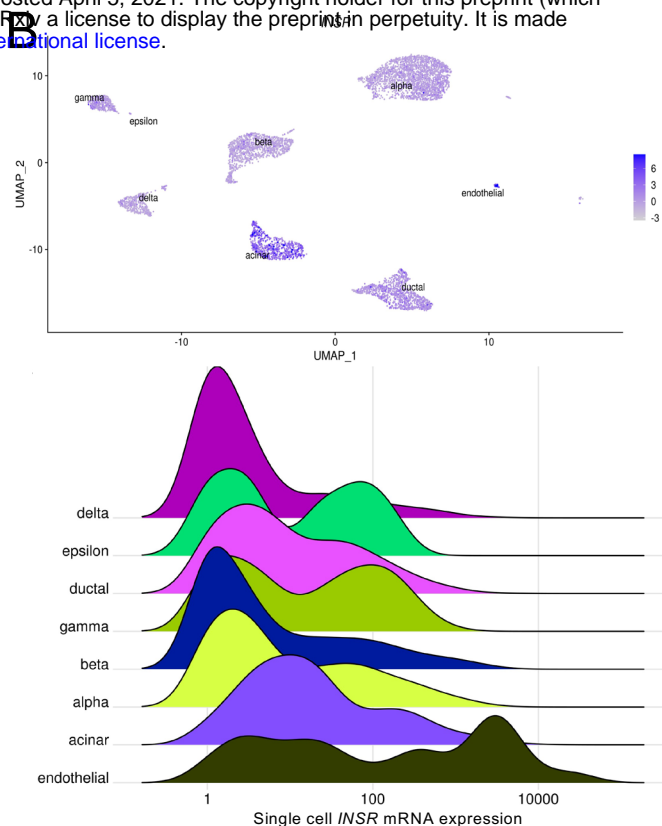 osted April 5, 2021. The copyright holder for this preprint (which
Rxiv a license to display the preprint in perpetuity. It is made
ernational license.
B
INSR
alpha
gamma
epsilon
beta
delta
endothelial
acinar
ductal
10
0
-10
UMAP_2
-10
0
10
UMAP_1
6
3
0
-3
delta
epsilon
ductal
gamma
beta
alpha
acinar
endothelial
1
100
10000
Single cell INSR mRNA expression